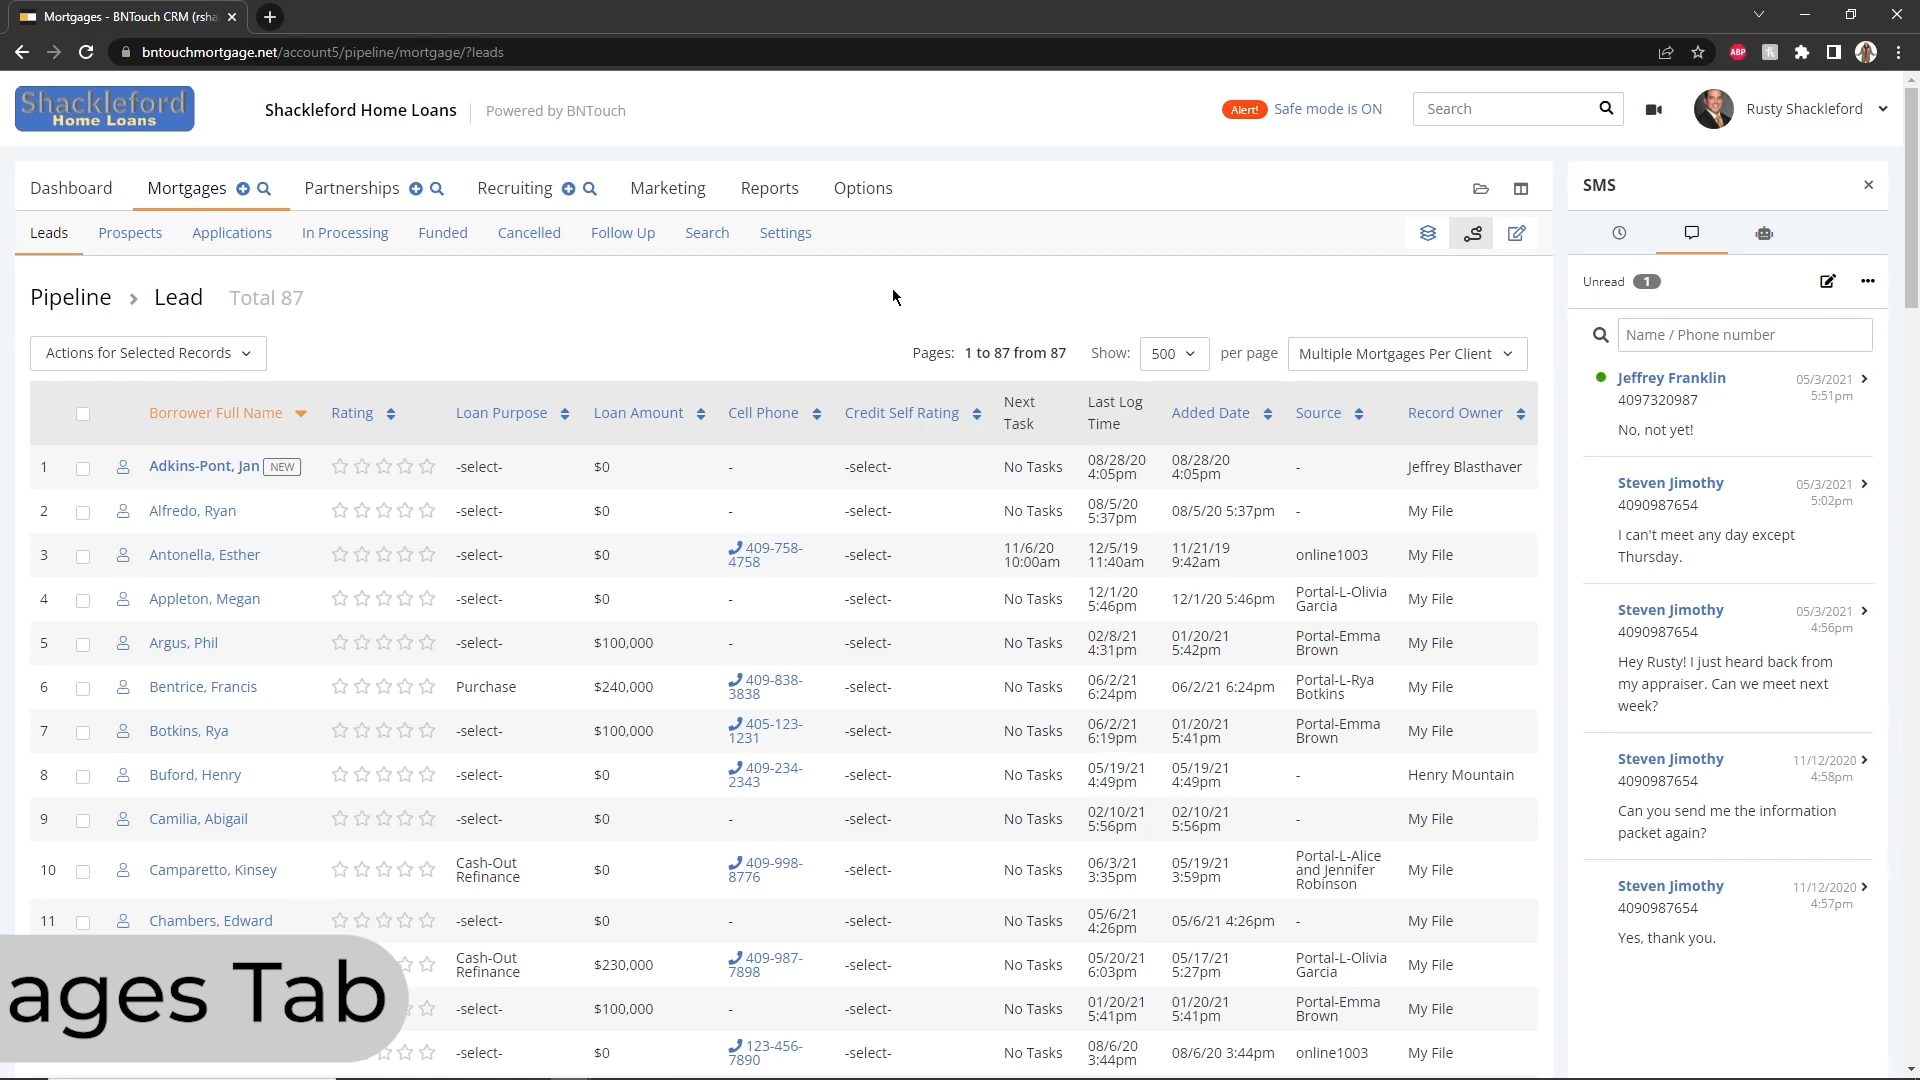 Mortgages - BNTouch CRM (rsha
bntouchmortgage.net/account5/pipeline/mortgage/?leads
ABP
Shackleford
Home Loans
Shackleford Home Loans
Powered by BNTouch
Alert!
Safe mode is ON
Search
Rusty Shackleford
Dashboard
Mortgages
Partnerships
Recruiting
Marketing
Reports
Options
Leads
Prospects
Applications
In Processing
Funded
Cancelled
Follow Up
Search
Settings
Pipeline
Lead
Total 87
Actions for Selected Records
Pages: 1 to 87 from 87
Show: 500 per page
Multiple Mortgages Per Client
Borrower Full Name
Rating
Loan Purpose
Loan Amount
Cell Phone
Credit Self Rating
Next
Task
Last Log
Time
Added Date
Source
Record Owner
1
Adkins-Pont, Jan
NEW
-select-
$0
-
-select-
No Tasks
08/28/20
4:05pm
08/28/20
4:05pm
-
Jeffrey Blasthaver
2
Alfredo, Ryan
-select-
$0
-
-select-
No Tasks
08/5/20
5:37pm
08/5/20 5:37pm
-
My File
3
Antonella, Esther
-select-
$0
409-758-
4758
-select-
11/6/20
10:00am
12/5/19
11:40am
11/21/19
9:42am
online1003
My File
4
Appleton, Megan
-select-
$0
-
-select-
No Tasks
12/1/20
5:46pm
12/1/20 5:46pm
Portal-L-Olivia
Garcia
My File
5
Argus, Phil
-select-
$100,000
-
-select-
No Tasks
02/8/21
4:31pm
01/20/21
5:42pm
Portal-Emma
Brown
My File
6
Bentrice, Francis
Purchase
$240,000
409-838-
3838
-select-
No Tasks
06/2/21
6:24pm
06/2/21 6:24pm
Portal-L-Rya
Botkins
My File
7
Botkins, Rya
-select-
$100,000
405-123-
1231
-select-
No Tasks
06/2/21
6:19pm
01/20/21
5:41pm
Portal-Emma
Brown
My File
8
Buford, Henry
-select-
$0
409-234-
2343
-select-
No Tasks
05/19/21
4:49pm
05/19/21
4:49pm
-
Henry Mountain
9
Camilia, Abigail
-select-
$0
-
-select-
No Tasks
02/10/21
5:56pm
02/10/21
5:56pm
-
My File
10
Camparetto, Kinsey
Cash-Out
Refinance
$0
409-998-
8776
-select-
No Tasks
06/3/21
3:35pm
05/19/21
3:59pm
Portal-L-Alice
and Jennifer
Robinson
My File
11
Chambers, Edward
-select-
$0
-
-select-
No Tasks
05/6/21
4:26pm
05/6/21 4:26pm
-
My File
Cash-Out
Refinance
$230,000
409-987-
7898
-select-
No Tasks
05/20/21
6:03pm
05/17/21
5:27pm
Portal-L-Olivia
Garcia
My File
-select-
$100,000
-
-select-
No Tasks
01/20/21
5:41pm
01/20/21
5:41pm
Portal-Emma
Brown
My File
-select-
$0
123-456-
7890
-select-
No Tasks
08/6/20
3:44pm
08/6/20 3:44pm
online1003
My File
ages Tab
SMS
Unread 1
Name / Phone number
Jeffrey Franklin
05/3/2021
4097320987
5:51pm
No, not yet!
Steven Jimothy
05/3/2021
4090987654
5:02pm
I can't meet any day except
Thursday.
Steven Jimothy
05/3/2021
4090987654
4:56pm
Hey Rusty! I just heard back from
my appraiser. Can we meet next
week?
Steven Jimothy
11/12/2020
4090987654
4:58pm
Can you send me the information
packet again?
Steven Jimothy
11/12/2020
4090987654
4:57pm
Yes, thank you.